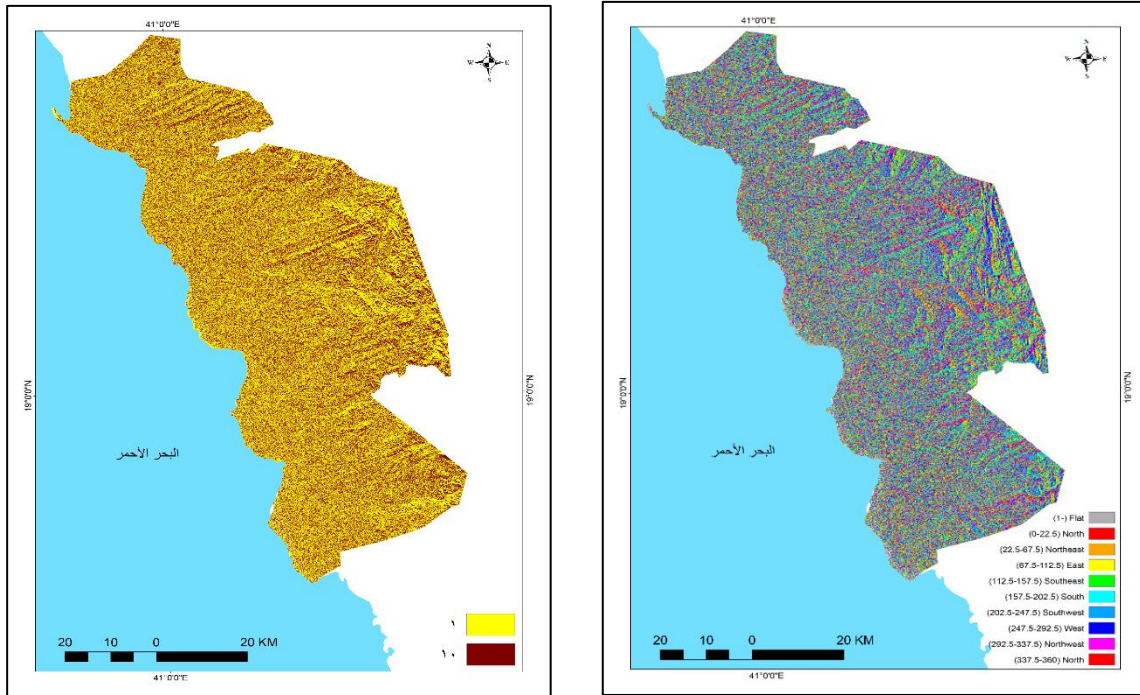 41°0'0"E
N
W E
S
19°0'0"N
19°0'0"N
البحر الأحمر
١
١٠
20 10 0 20 KM
41°0'0"E
41°0'0"E
N
W E
S
19°0'0"N
19°0'0"N
البحر الأحمر
(1-) Flat
(0-22.5) North
(22.5-67.5) Northeast
(67.5-112.5) East
(112.5-157.5) Southeast
(157.5-202.5) South
(202.5-247.5) Southwest
(247.5-292.5) West
(292.5-337.5) Northwest
(337.5-360) North
20 10 0 20 KM
41°0'0"E